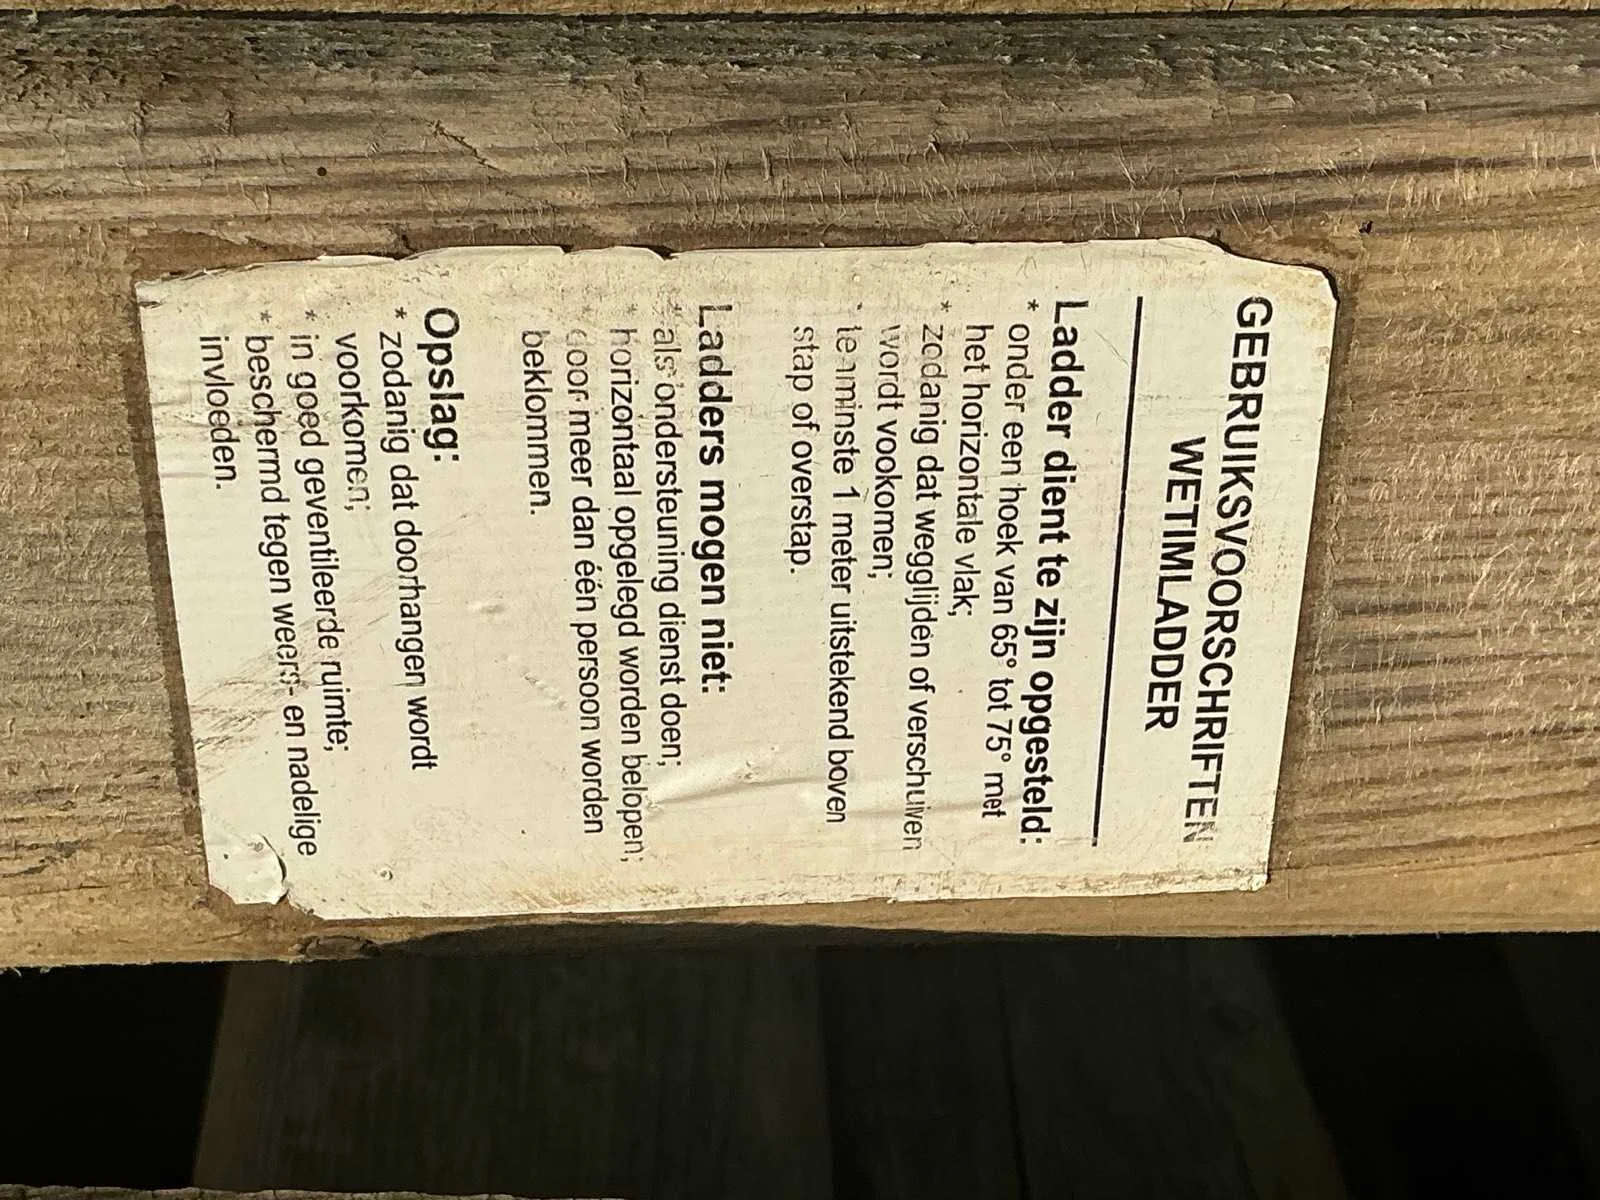 GEBRUIKSVOORSCHRIFTEN
WETIMLADDER
Ladder dient te zijn opgesteld:
* onder een hoek van 65° tot 75° met
het horizontale vlak;
* zodanig dat wegglijden of verschuiven
wordt vookomen;
* tenminste 1 meter uitstekend boven
stap of overstap.
Ladders mogen niet:
* als ondersteuning dienst doen;
* horizontaal opgelegd worden belopen;
* door meer dan één persoon worden
beklommen.
Opslag:
* zodanig dat doorhangen wordt
voorkomen;
* in goed geventileerde ruimte;
* beschermd tegen weers- en nadelige
invloeden.